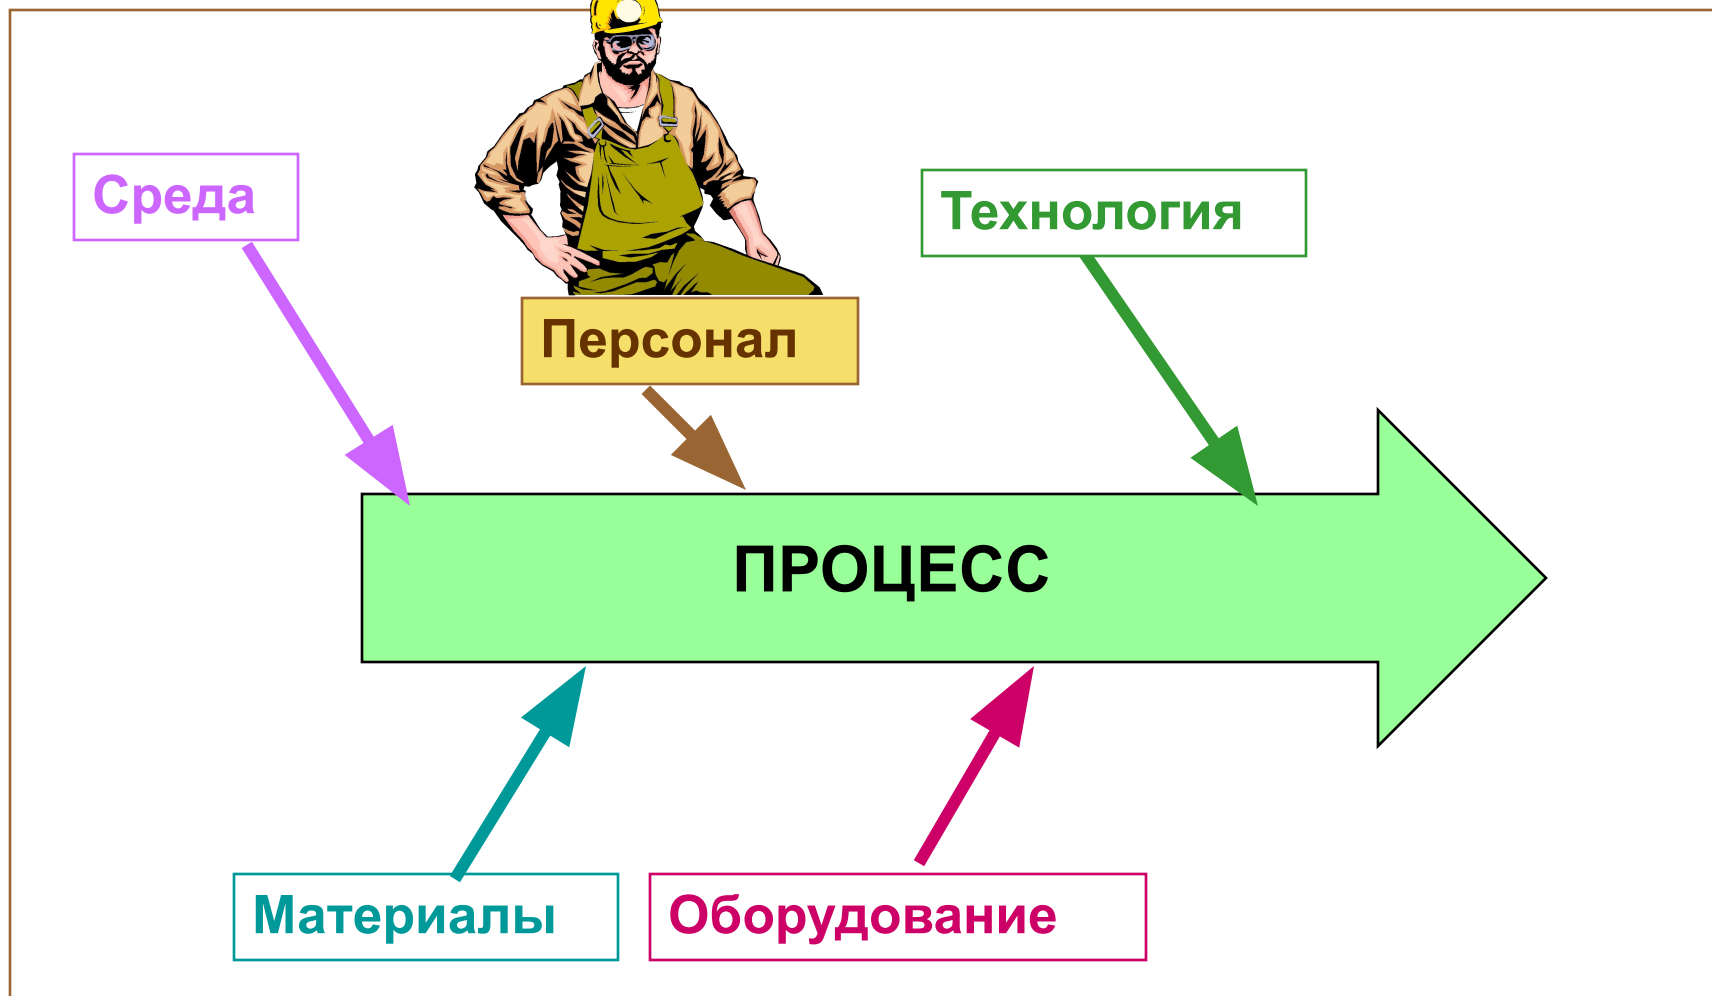 Среда
Технология
Персонал
ПРОЦЕСС
Материалы
Оборудование